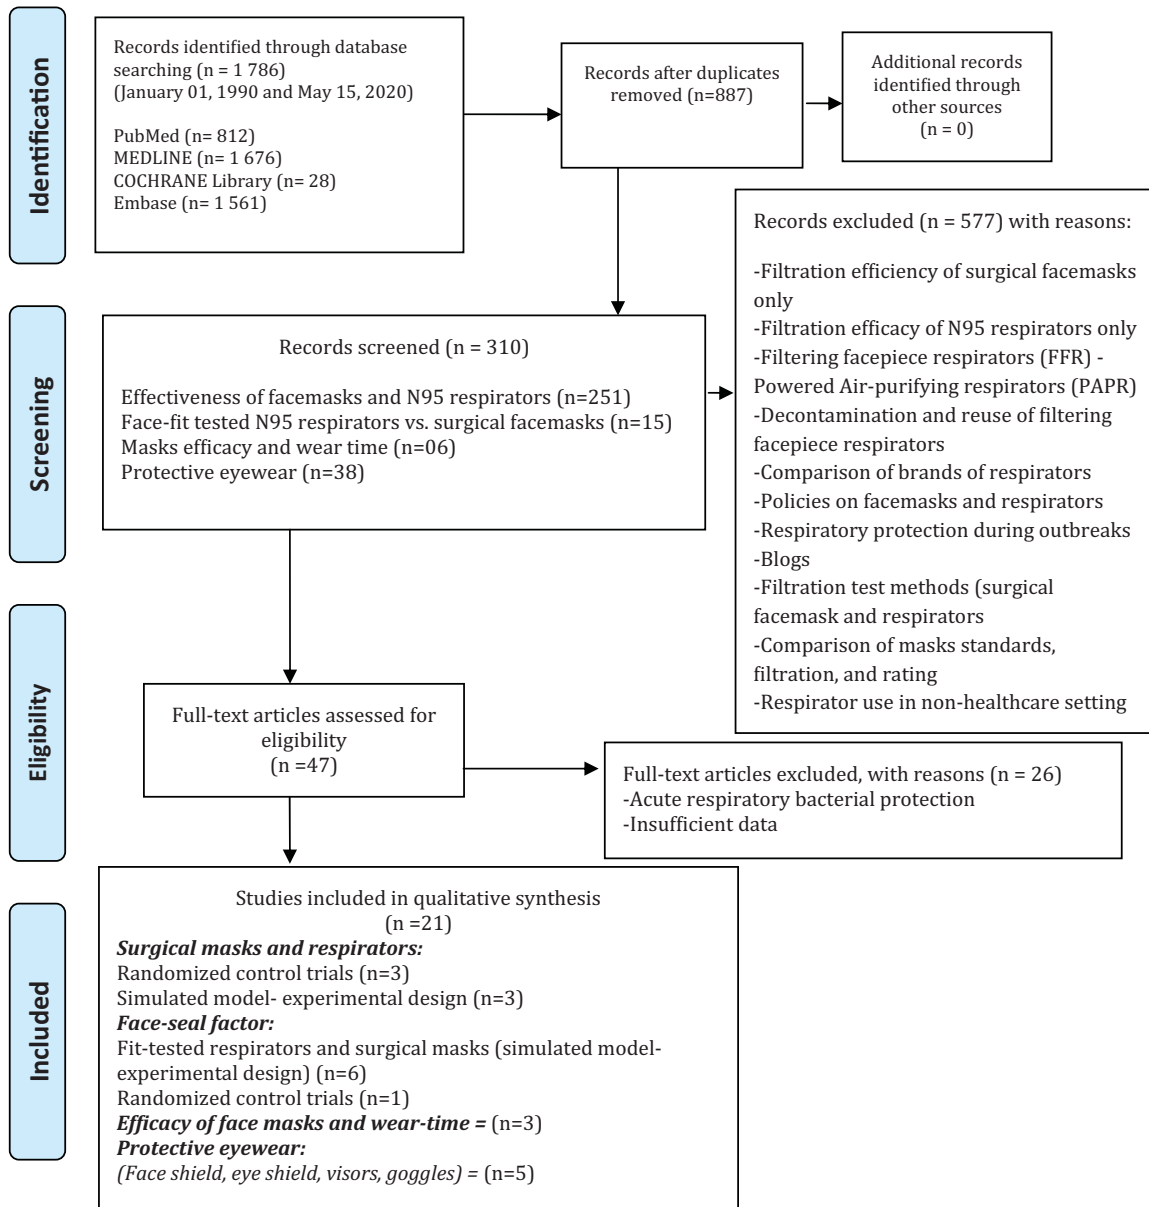 Identification
Records identified through database
searching (n = 1 786)
(January 01, 1990 and May 15, 2020)
PubMed (n= 812)
MEDLINE (n= 1 676)
COCHRANE Library (n= 28)
Embase (n= 1 561)
Records after duplicates
removed (n=887)
Additional records
identified through
other sources
(n = 0)
Screening
Records screened (n = 310)
Effectiveness of facemasks and N95 respirators (n=251)
Face-fit tested N95 respirators vs. surgical facemasks (n=15)
Masks efficacy and wear time (n=06)
Protective eyewear (n=38)
Records excluded (n = 577) with reasons:
-Filtration efficiency of surgical facemasks
only
-Filtration efficacy of N95 respirators only
-Filtering facepiece respirators (FFR) -
Powered Air-purifying respirators (PAPR)
-Decontamination and reuse of filtering
facepiece respirators
-Comparison of brands of respirators
-Policies on facemasks and respirators
-Respiratory protection during outbreaks
-Blogs
-Filtration test methods (surgical
facemask and respirators
-Comparison of masks standards,
filtration, and rating
-Respirator use in non-healthcare setting
Eligibility
Full-text articles assessed for
eligibility
(n =47)
Full-text articles excluded, with reasons (n = 26)
-Acute respiratory bacterial protection
-Insufficient data
Included
Studies included in qualitative synthesis
(n =21)
Surgical masks and respirators:
Randomized control trials (n=3)
Simulated model- experimental design (n=3)
Face-seal factor:
Fit-tested respirators and surgical masks (simulated model-
experimental design) (n=6)
Randomized control trials (n=1)
Efficacy of face masks and wear-time = (n=3)
Protective eyewear:
(Face shield, eye shield, visors, goggles) = (n=5)